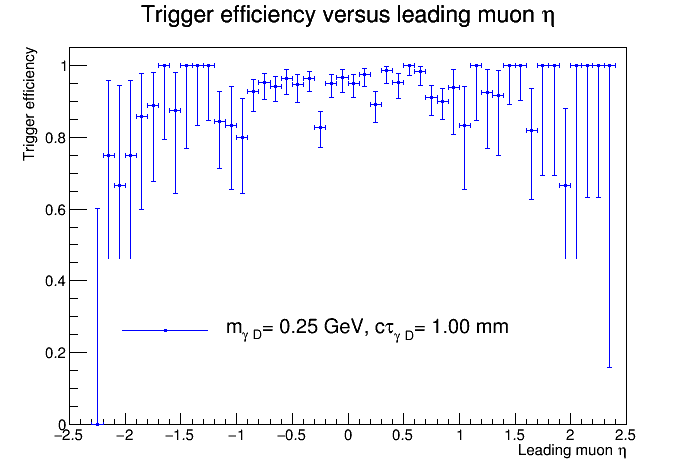 Trigger efficiency versus leading muon η
Trigger efficiency
1
0.8
0.6
0.4
0.2
0
m_γ D= 0.25 GeV, cτ_γ D= 1.00 mm
−2.5 −2 −1.5 −1 −0.5 0 0.5 1 1.5 2 2.5
Leading muon η